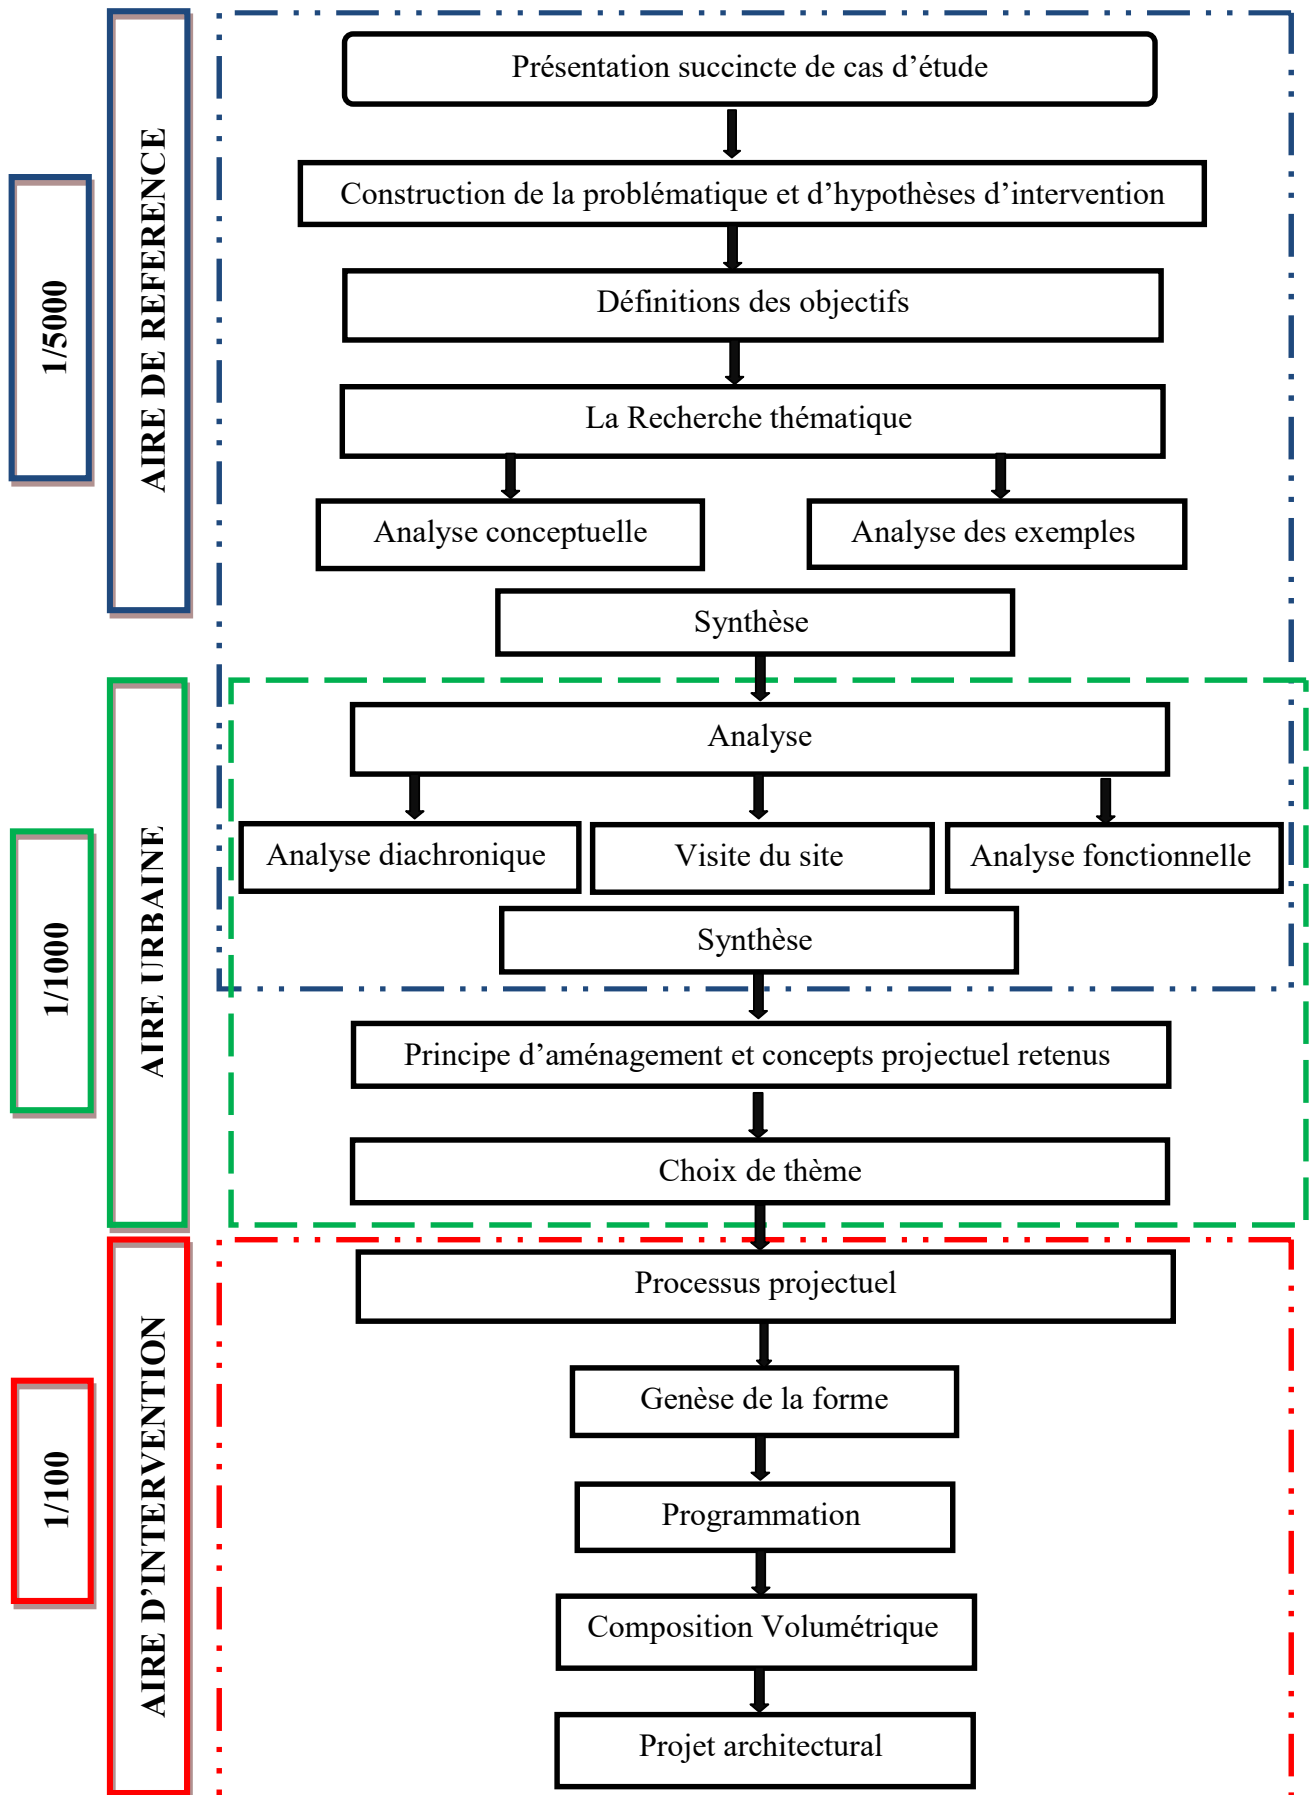 Présentation succincte de cas d’étude
Construction de la problématique et d’hypothèses d’intervention
Définitions des objectifs
La Recherche thématique
Analyse conceptuelle
Analyse des exemples
Synthèse
1/5000
AIRE DE REFERENCE
Analyse
Analyse diachronique
Visite du site
Analyse fonctionnelle
Synthèse
Principe d’aménagement et concepts projectuel retenus
Choix de thème
1/1000
AIRE URBAINE
Processus projectuel
Genèse de la forme
Programmation
Composition Volumétrique
Projet architectural
1/100
AIRE D’INTERVENTION